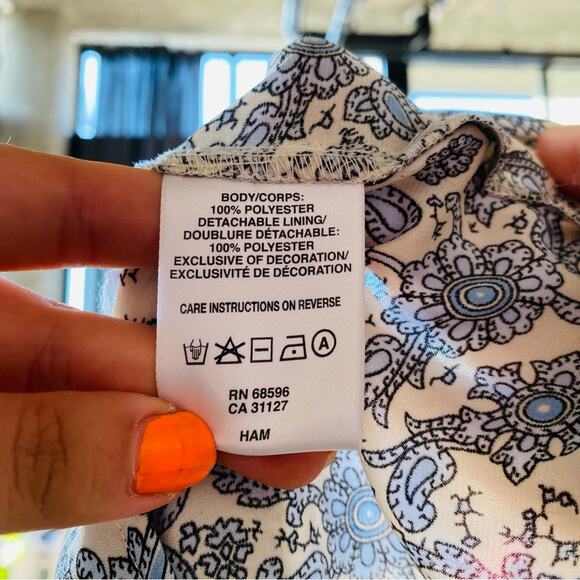 BODY/CORPS:
100% POLYESTER
DETACHABLE LINING/
DOUBLURE DÉTACHABLE:
100% POLYESTER
EXCLUSIVE OF DECORATION/
EXCLUSIVITÉ DE DÉCORATION
CARE INSTRUCTIONS ON REVERSE
A
RN 68596
CA 31127
HAM